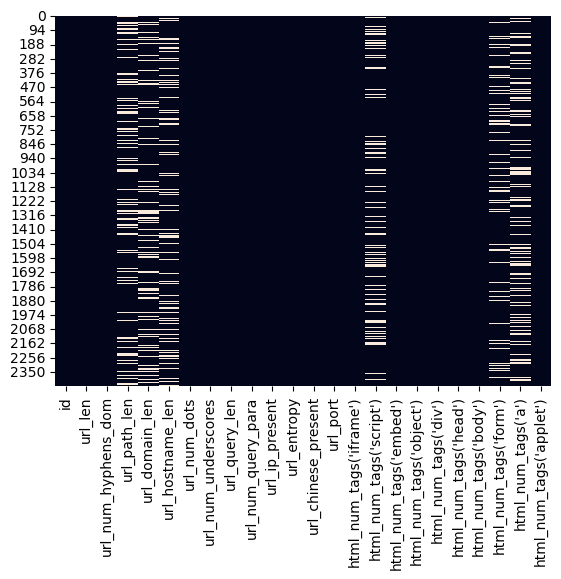 0
94
188
282
376
470
564
658
752
846
940
1034
1128
1222
1316
1410
1504
1598
1692
1786
1880
1974
2068
2162
2256
2350
id
url_len
url_num_hyphens_dom
url_path_len
url_domain_len
url_hostname_len
url_num_dots
url_num_underscores
url_query_len
url_num_query_para
url_ip_present
url_entropy
url_chinese_present
url_port
html_num_tags('iframe')
html_num_tags('script')
html_num_tags('embed')
html_num_tags('object')
html_num_tags('div')
html_num_tags('head')
html_num_tags('body')
html_num_tags('form')
html_num_tags('a')
html_num_tags('applet')